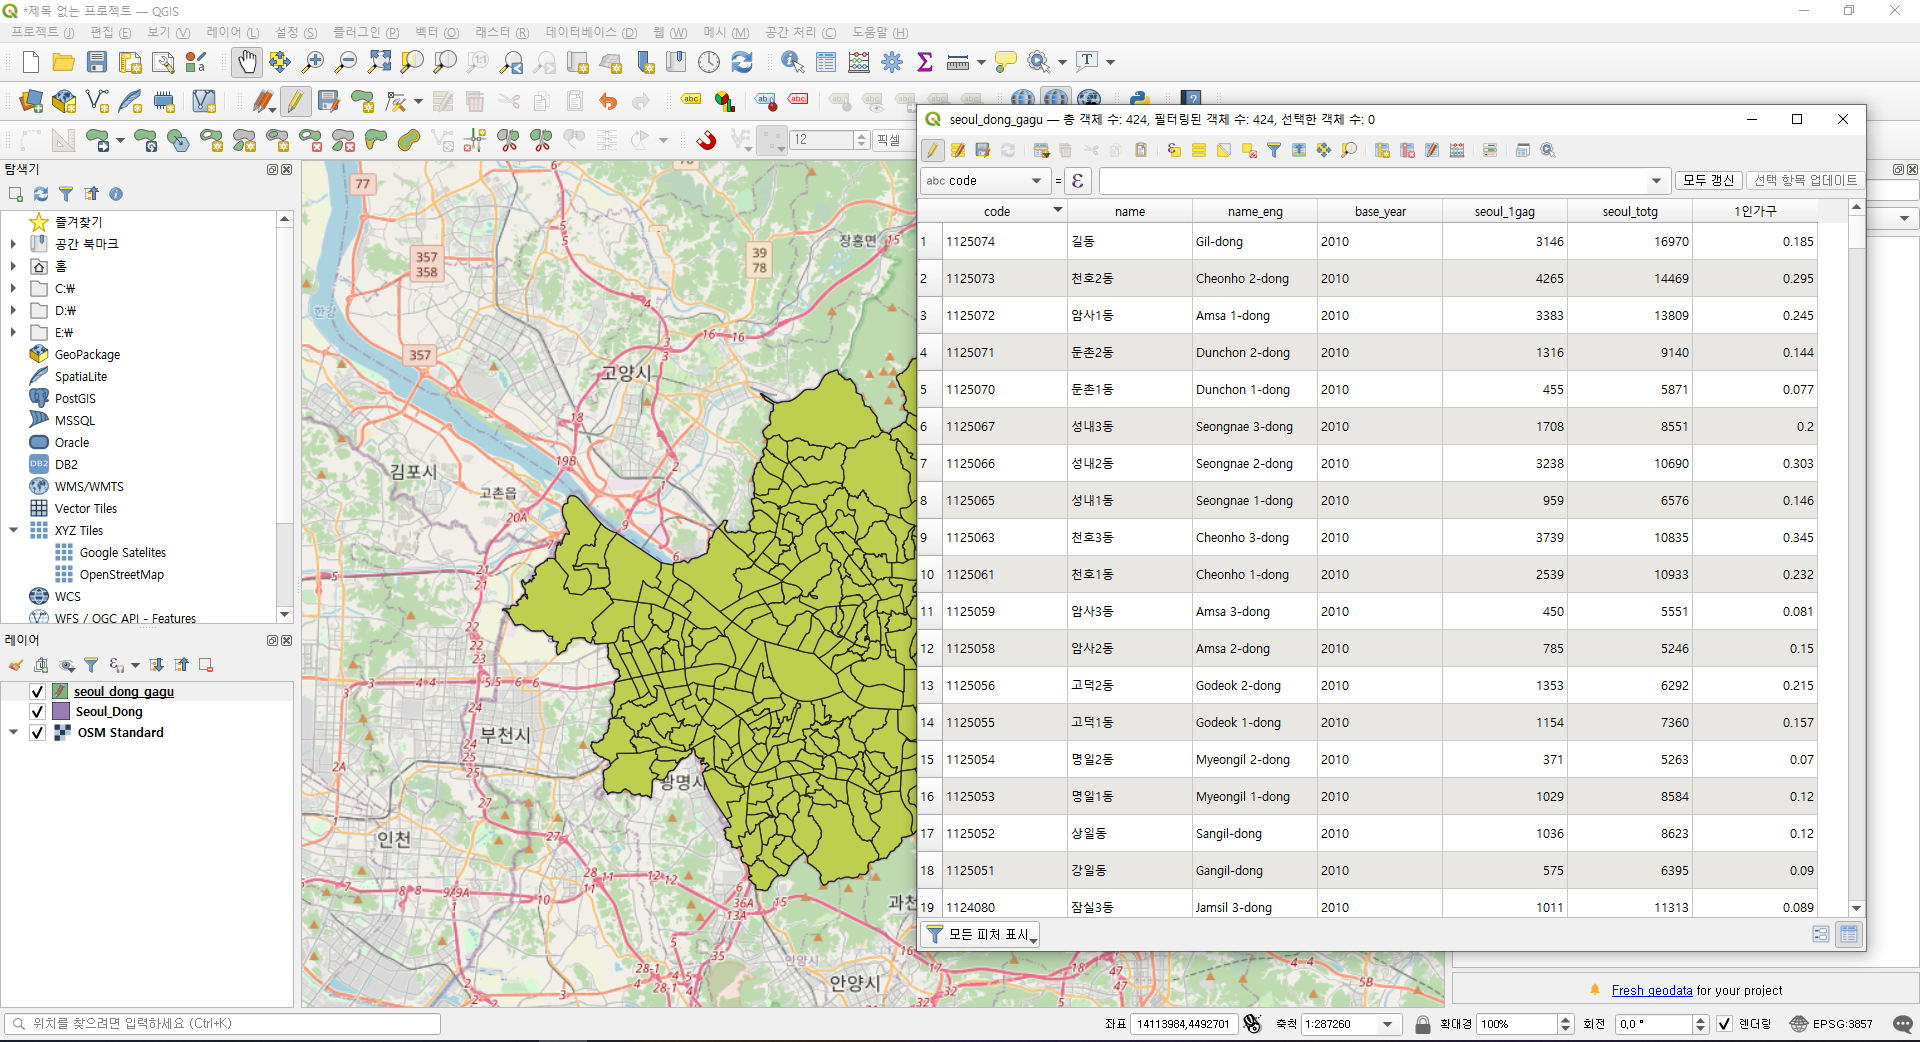 *제목 없는 프로젝트 — QGIS
프로젝트 (J) 편집 (E) 보기 (V) 레이어 (L) 설정 (S) 플러그인 (P) 벡터 (O) 래스터 (R) 데이터베이스 (D) 웹 (W) 메시 (M) 공간 처리 (C) 도움말 (H)
12 픽셀
탐색기
즐겨찾기
공간 북마크
홈
C:₩
D:₩
E:₩
GeoPackage
SpatiaLite
PostGIS
MSSQL
Oracle
DB2
WMS/WMTS
Vector Tiles
XYZ Tiles
Google Satelites
OpenStreetMap
WCS
WFS / OGC API - Features
레이어
seoul_dong_gagu
Seoul_Dong
OSM Standard
77
장흥면
15
39
78
357
358
한강
16 16
357
고양시
18
19B
김포시
고촌읍
20A
부천시
광명시
인천
과천
안양시
13A
28-1
5B
seoul_dong_gagu — 총 객체 수: 424, 필터링된 객체 수: 424, 선택한 객체 수: 0
abc code = ε 모두 갱신 선택 항목 업데이트
code name name_eng base_year seoul_1gag seoul_totg 1인가구
1 1125074 길동 Gil-dong 2010 3146 16970 0.185
2 1125073 천호2동 Cheonho 2-dong 2010 4265 14469 0.295
3 1125072 암사1동 Amsa 1-dong 2010 3383 13809 0.245
4 1125071 둔촌2동 Dunchon 2-dong 2010 1316 9140 0.144
5 1125070 둔촌1동 Dunchon 1-dong 2010 455 5871 0.077
6 1125067 성내3동 Seongnae 3-dong 2010 1708 8551 0.2
7 1125066 성내2동 Seongnae 2-dong 2010 3238 10690 0.303
8 1125065 성내1동 Seongnae 1-dong 2010 959 6576 0.146
9 1125063 천호3동 Cheonho 3-dong 2010 3739 10835 0.345
10 1125061 천호1동 Cheonho 1-dong 2010 2539 10933 0.232
11 1125059 암사3동 Amsa 3-dong 2010 450 5551 0.081
12 1125058 암사2동 Amsa 2-dong 2010 785 5246 0.15
13 1125056 고덕2동 Godeok 2-dong 2010 1353 6292 0.215
14 1125055 고덕1동 Godeok 1-dong 2010 1154 7360 0.157
15 1125054 명일2동 Myeongil 2-dong 2010 371 5263 0.07
16 1125053 명일1동 Myeongil 1-dong 2010 1029 8584 0.12
17 1125052 상일동 Sangil-dong 2010 1036 8623 0.12
18 1125051 강일동 Gangil-dong 2010 575 6395 0.09
19 1124080 잠실3동 Jamsil 3-dong 2010 1011 11313 0.089
모든 피처 표시
Fresh geodata for your project
위치를 찾으려면 입력하세요 (Ctrl+K)
좌표 14113984,4492701 축척 1:287260 확대경 100% 회전 0,0 ° 렌더링 EPSG:3857